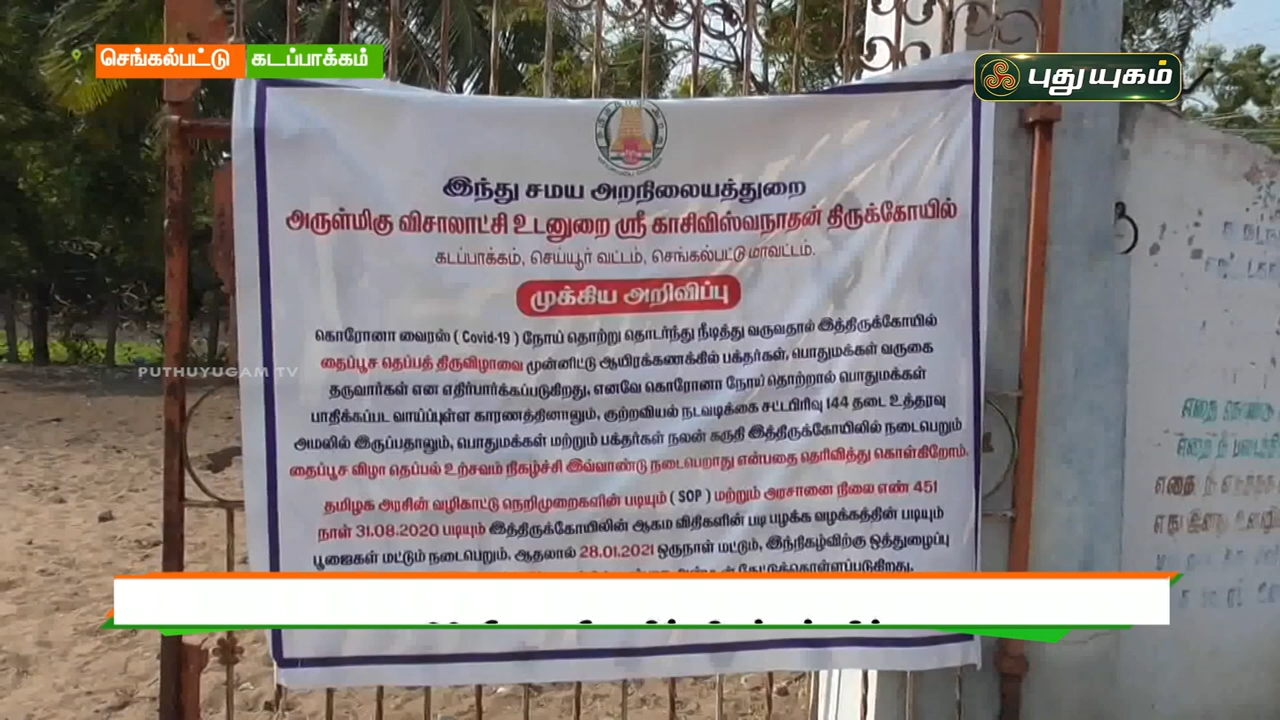 செங்கல்பட்டு கடப்பாக்கம்
புதுயுகம்
இந்து சமய அறநிலையத்துறை
அருள்மிகு விசாலாட்சி உடனுறை ஸ்ரீ காசிவிஸ்வநாதன் திருக்கோயில்
கடப்பாக்கம், செய்யூர் வட்டம், செங்கல்பட்டு மாவட்டம்.
முக்கிய அறிவிப்பு
கொரோனா வைரஸ் ( Covid-19 ) நோய் தொற்று தொடர்ந்து நீடித்து வருவதால் இத்திருக்கோயில்
தைப்பூச தெப்பத் திருவிழாவை முன்னிட்டு ஆயிரக்கணக்கில் பக்தர்கள், பொதுமக்கள் வருகை
தருவார்கள் என எதிர்பார்க்கப்படுகிறது, எனவே கொரோனா நோய் தொற்றால் பொதுமக்கள்
பாதிக்கப்பட வாய்ப்புள்ள காரணத்தினாலும், குற்றவியல் நடவடிக்கை சட்டபிரிவு 144 தடை உத்தரவு
அமலில் இருப்பதாலும், பொதுமக்கள் மற்றும் பக்தர்கள் நலன் கருதி இத்திருக்கோயிலில் நடைபெறும்
தைப்பூச விழா தெப்பல் உற்சவம் நிகழ்ச்சி இவ்வாண்டு நடைபெறாது என்பதை தெரிவித்து கொள்கிறோம்.
தமிழக அரசின் வழிகாட்டு நெறிமுறைகளின் படியும் ( SOP ) மற்றும் அரசானை நிலை எண் 451
நாள் 31.08.2020 படியும் இத்திருக்கோயிலின் ஆகம விதிகளின் படி பழக்க வழக்கத்தின் படியும்
பூஜைகள் மட்டும் நடைபெறும். ஆதலால் 28.01.2021 ஒருநாள் மட்டும், இந்நிகழ்விற்கு ஒத்துழைப்பு
கேட்டுக்கொள்ளப்படுகிறது.
PUTHUYUGAM TV